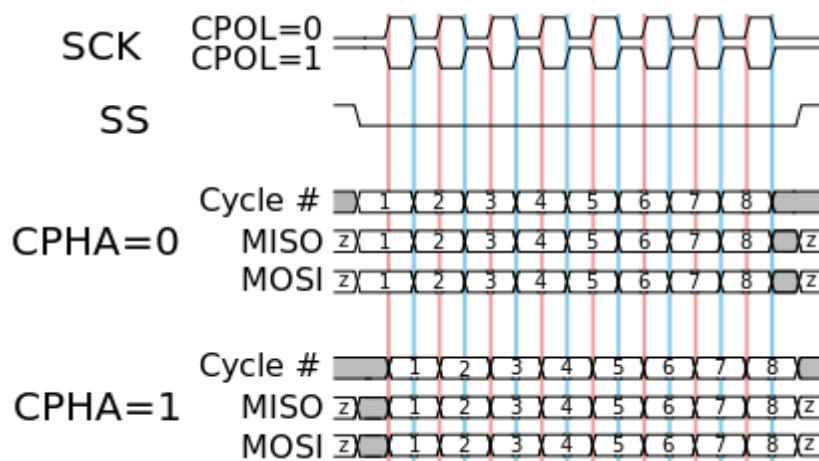 SCK CPOL=0
CPOL=1
SS
Cycle # 1 2 3 4 5 6 7 8
CPHA=0 MISO z 1 2 3 4 5 6 7 8 z
MOSI z 1 2 3 4 5 6 7 8 z
Cycle # 1 2 3 4 5 6 7 8
CPHA=1 MISO z 1 2 3 4 5 6 7 8 z
MOSI z 1 2 3 4 5 6 7 8 z